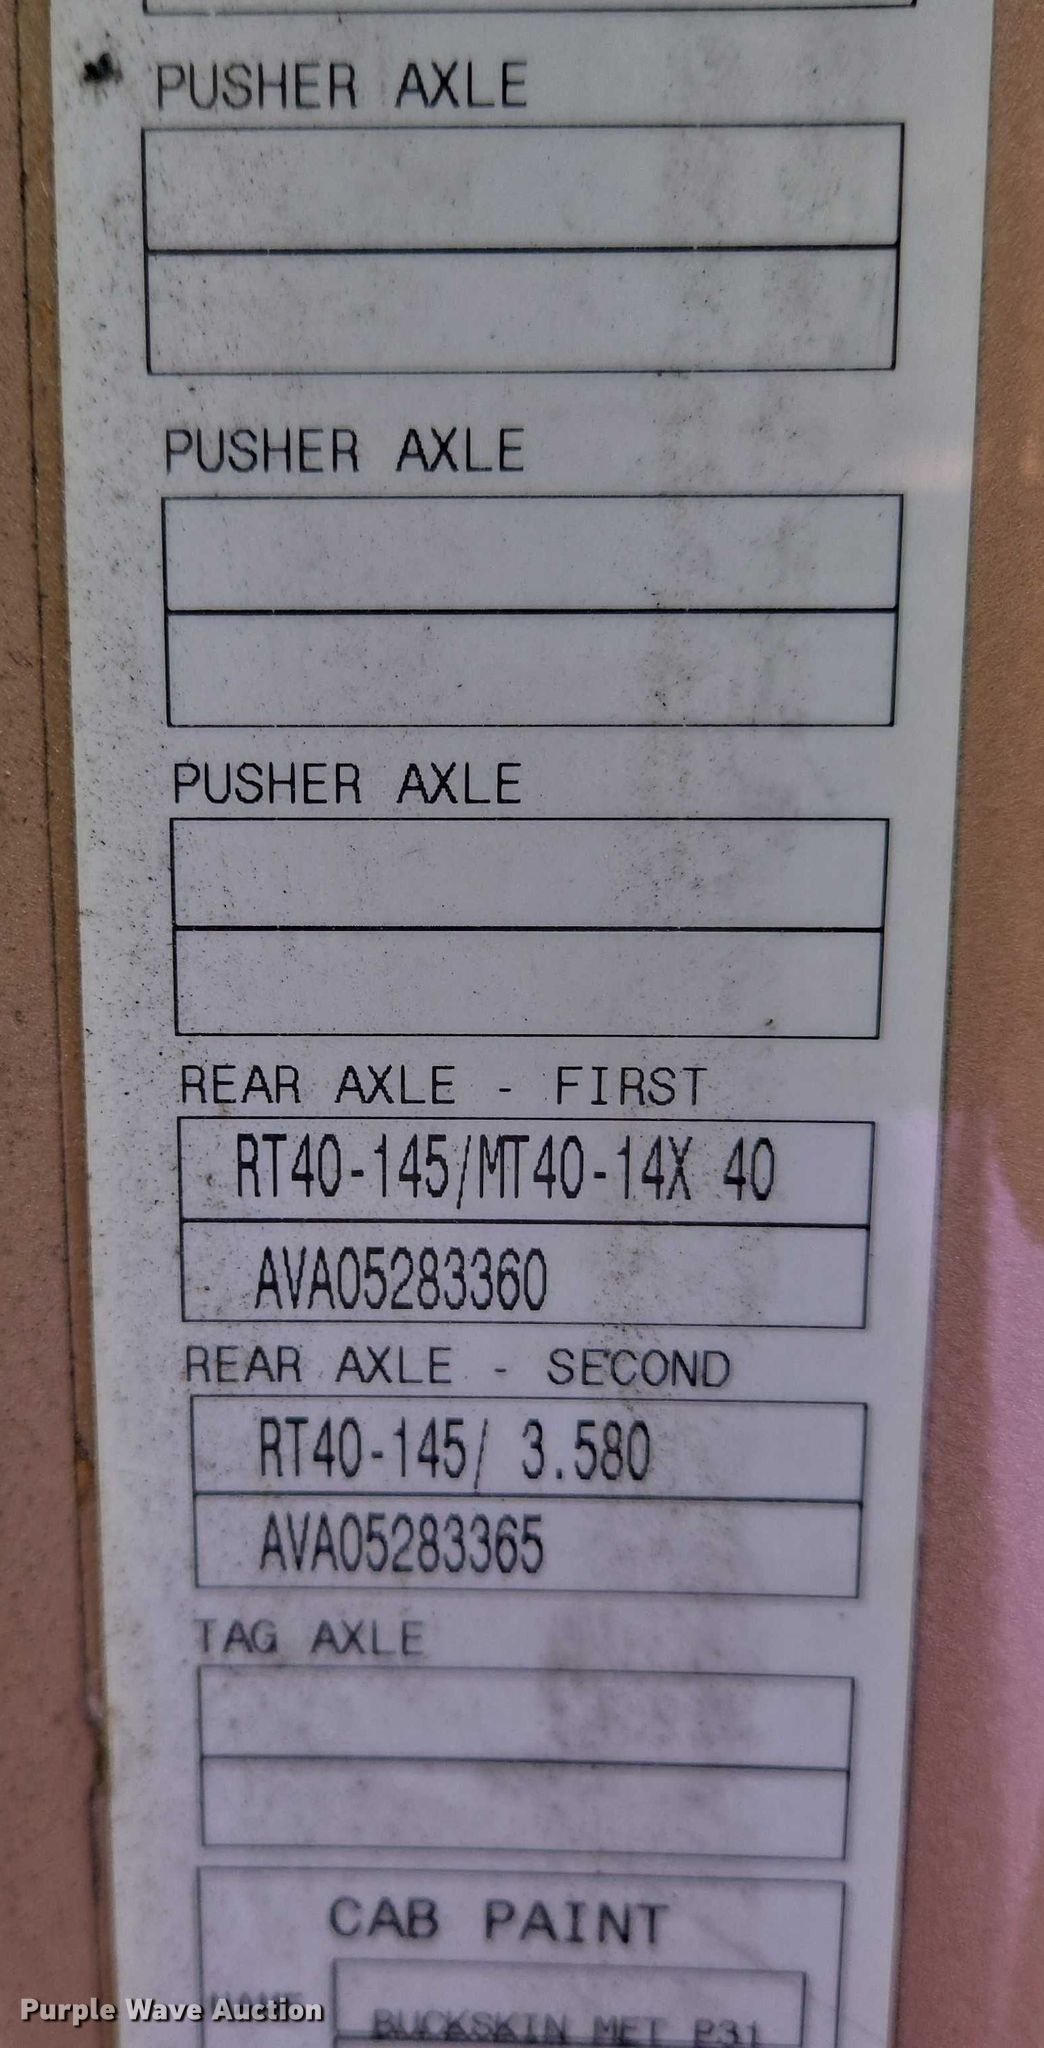 PUSHER AXLE
PUSHER AXLE
PUSHER AXLE
REAR AXLE - FIRST
RT40-145/MT40-14X 40
AVA05283360
REAR AXLE - SECOND
RT40-145/ 3.580
AVA05283365
TAG AXLE
CAB PAINT
BUCKSKIN MET P31
Purple Wave Auction